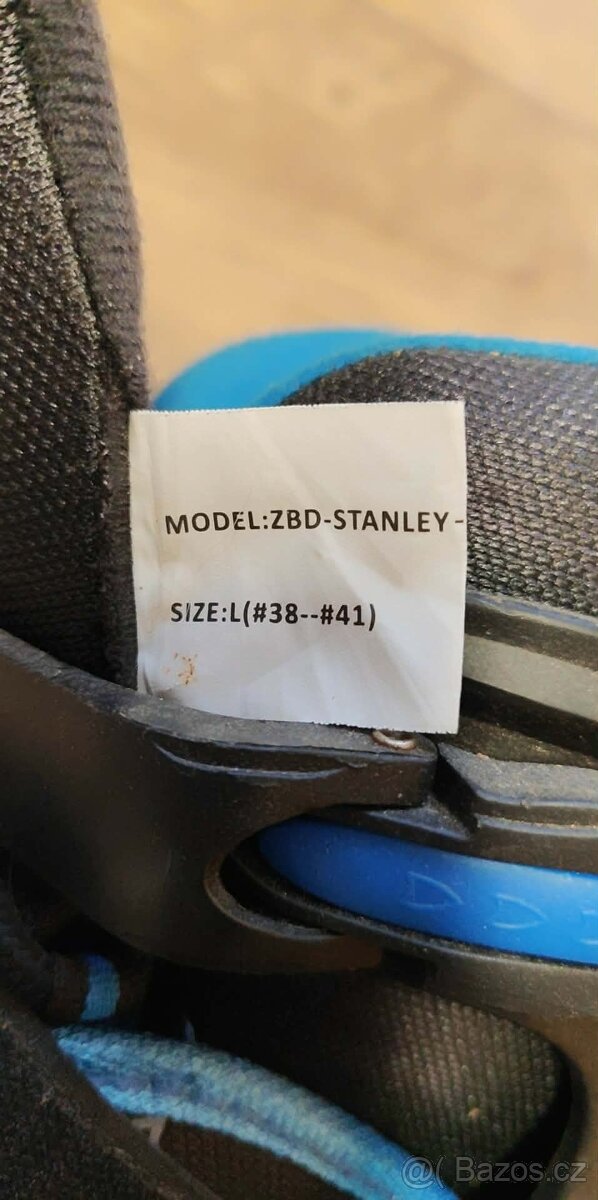 MODEL:ZBD-STANLEY-
SIZE:L(#38--#41)
@( Bazos.cz